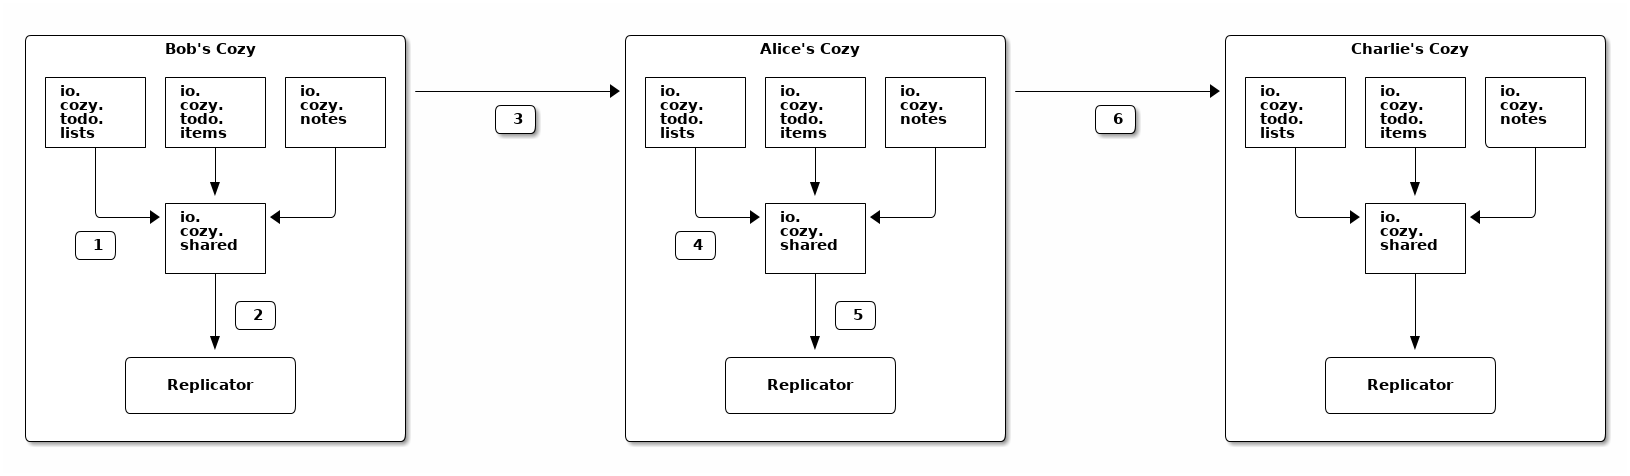 Bob's Cozy
io.
cozy.
todo.
lists
io.
cozy.
todo.
items
io.
cozy.
notes
1
io.
cozy.
shared
2
Replicator
3
Alice's Cozy
io.
cozy.
todo.
lists
io.
cozy.
todo.
items
io.
cozy.
notes
4
io.
cozy.
shared
5
Replicator
6
Charlie's Cozy
io.
cozy.
todo.
lists
io.
cozy.
todo.
items
io.
cozy.
notes
io.
cozy.
shared
Replicator